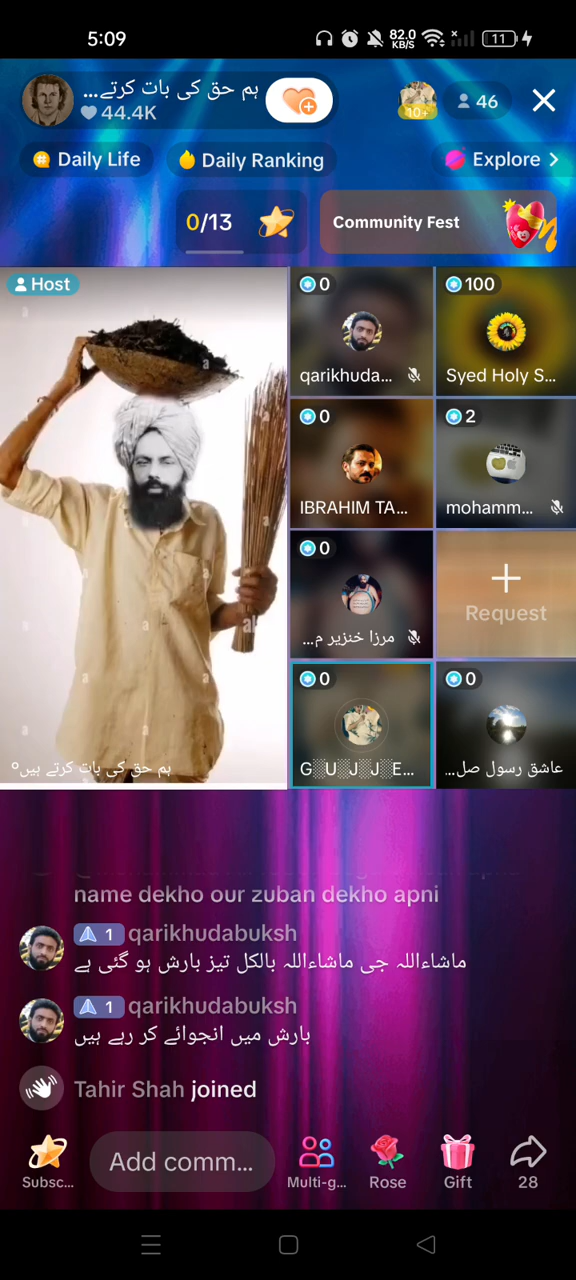 5:09
82.0
KB/S
11
ہم حق کی بات کرتے...
44.4K
10+
46
Daily Life
Daily Ranking
Explore
0/13
Community Fest
Host
0
100
qarikhuda...
Syed Holy S...
0
2
IBRAHIM TA...
mohamm...
0
مرزا خنزیر م...
Request
0
0
G░U░J░J░E...
عاشق رسول صل...
ہم حق کی بات کرتے ہیں°
name dekho our zuban dekho apni
1 qarikhudabuksh
ماشاءاللہ جی ماشاءاللہ بالکل تیز بارش ہو گئی ہے
1 qarikhudabuksh
بارش میں انجوائے کر رہے ہیں
Tahir Shah joined
Add comm...
Subsc...
Multi-g...
Rose
Gift
28